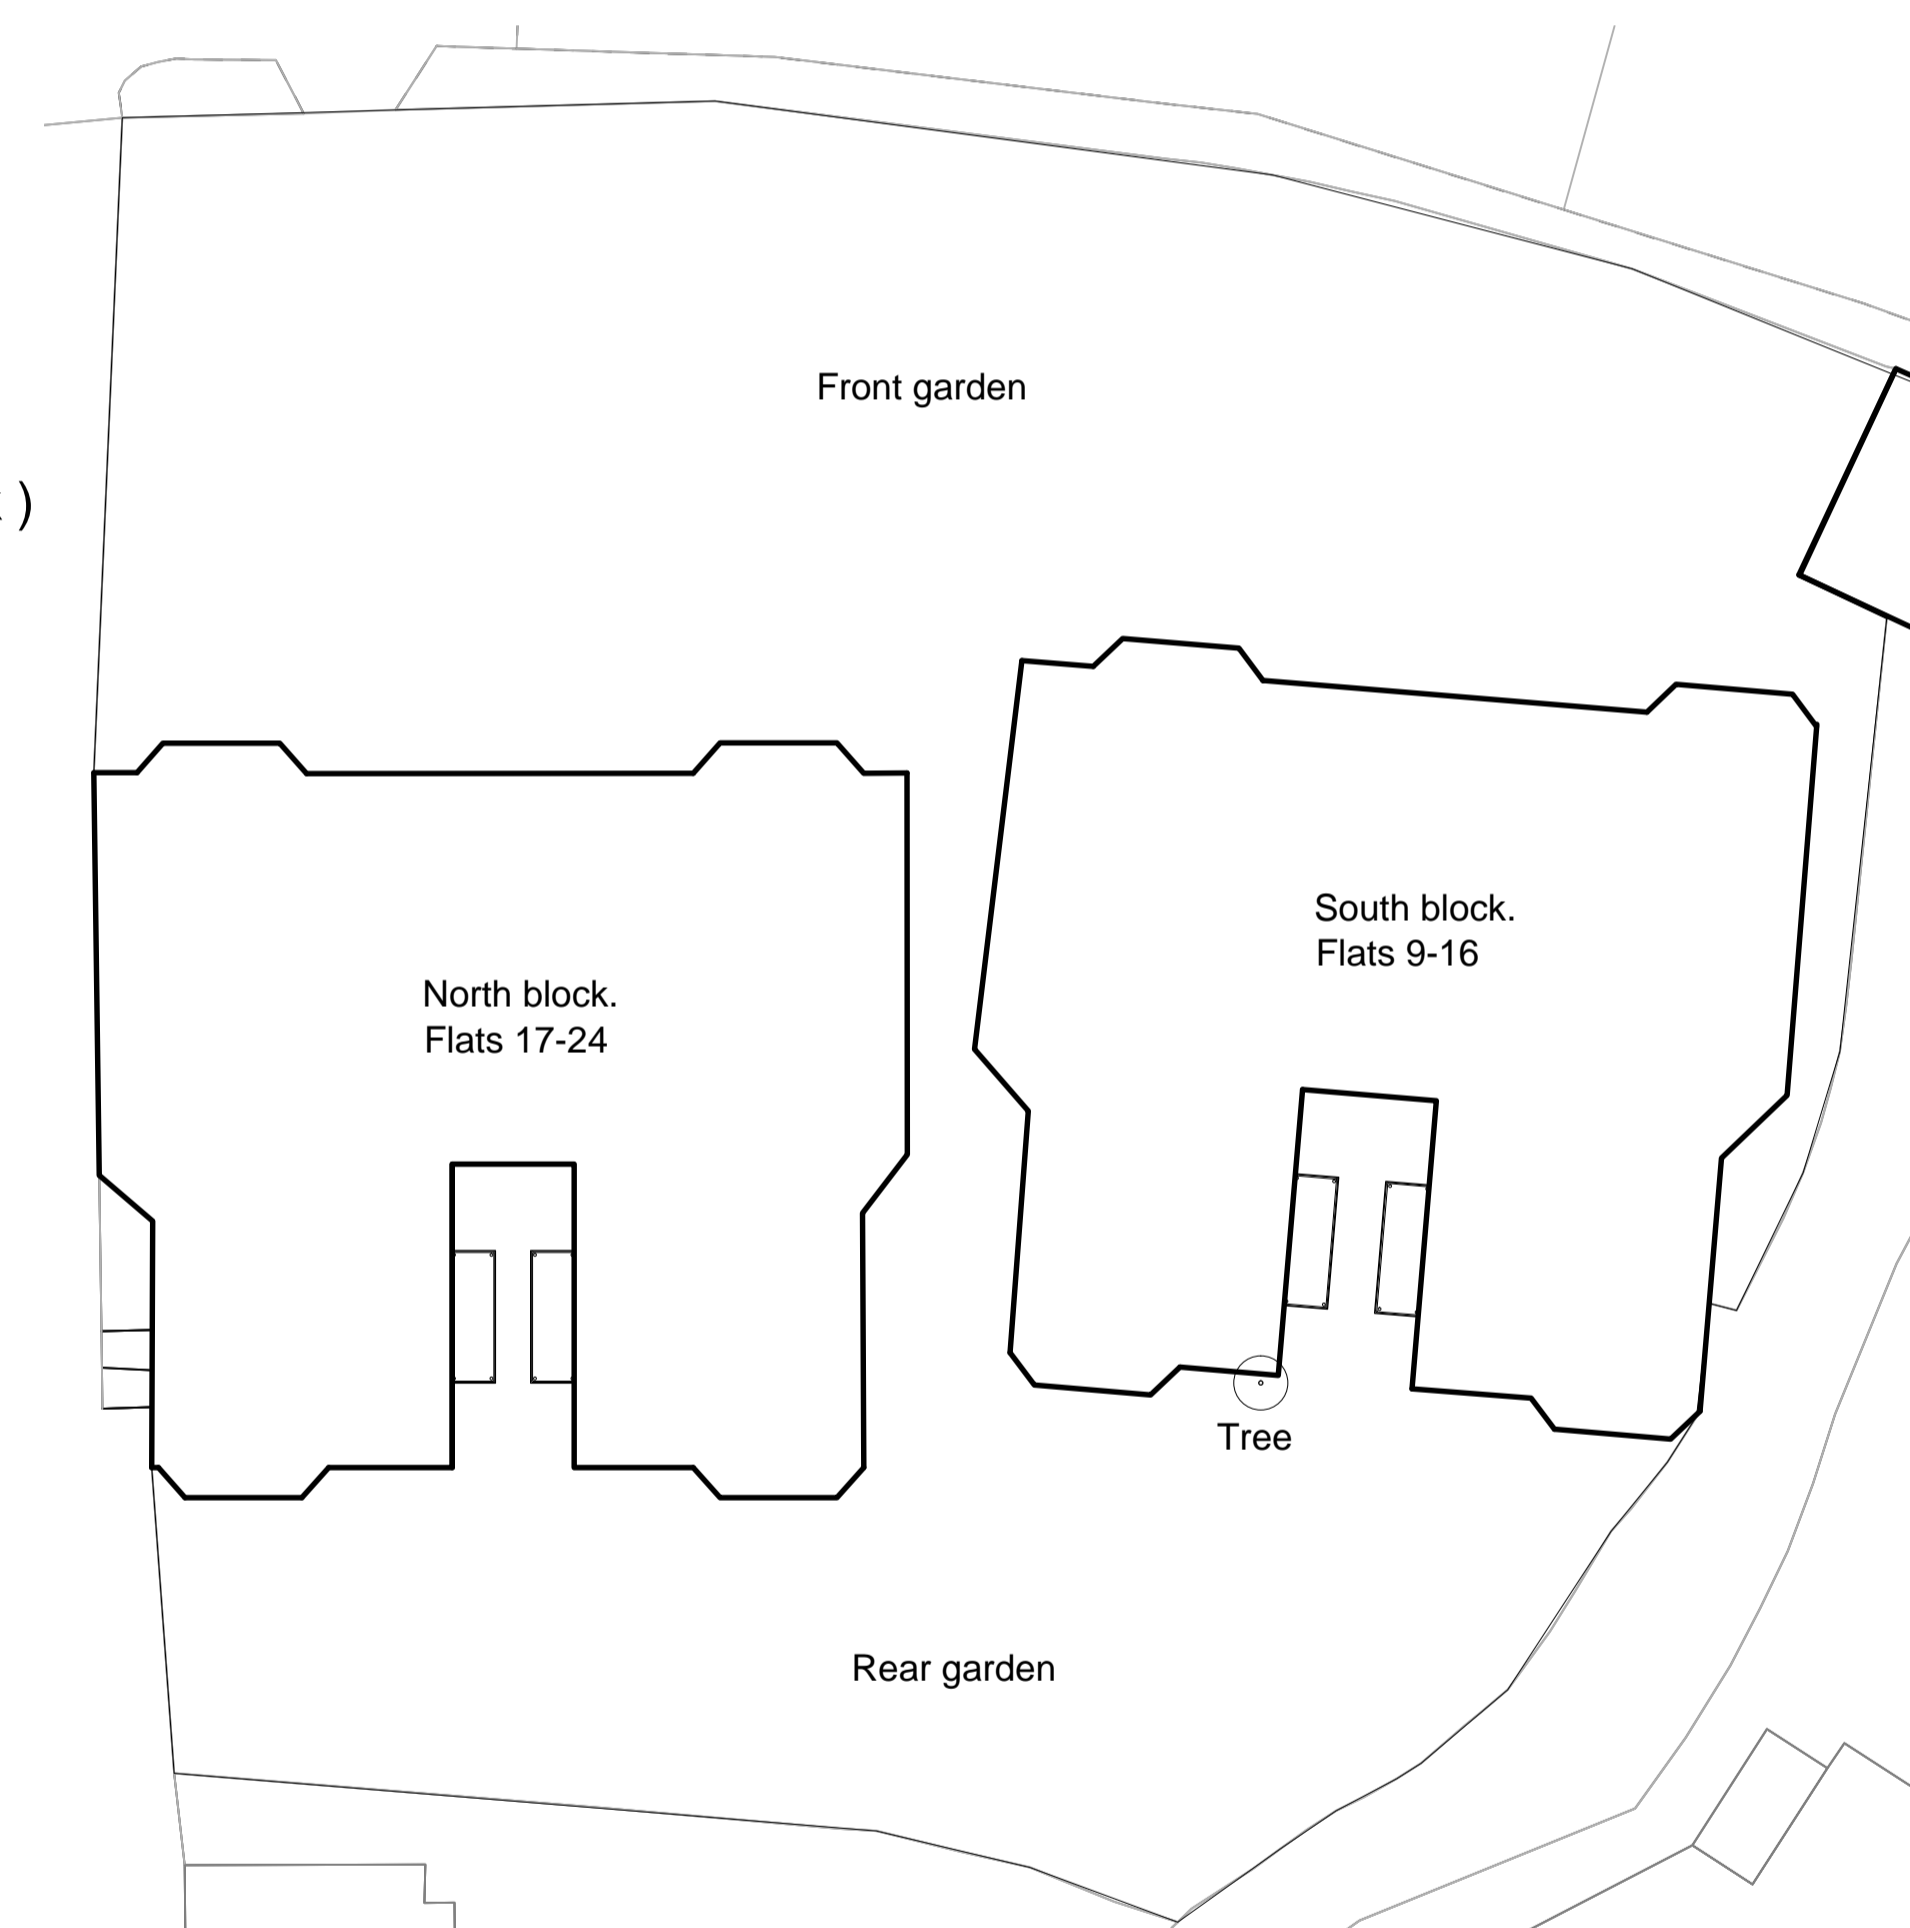 Front garden
)
South block.
Flats 9-16
North block.
Flats 17-24
Tree
Rear garden